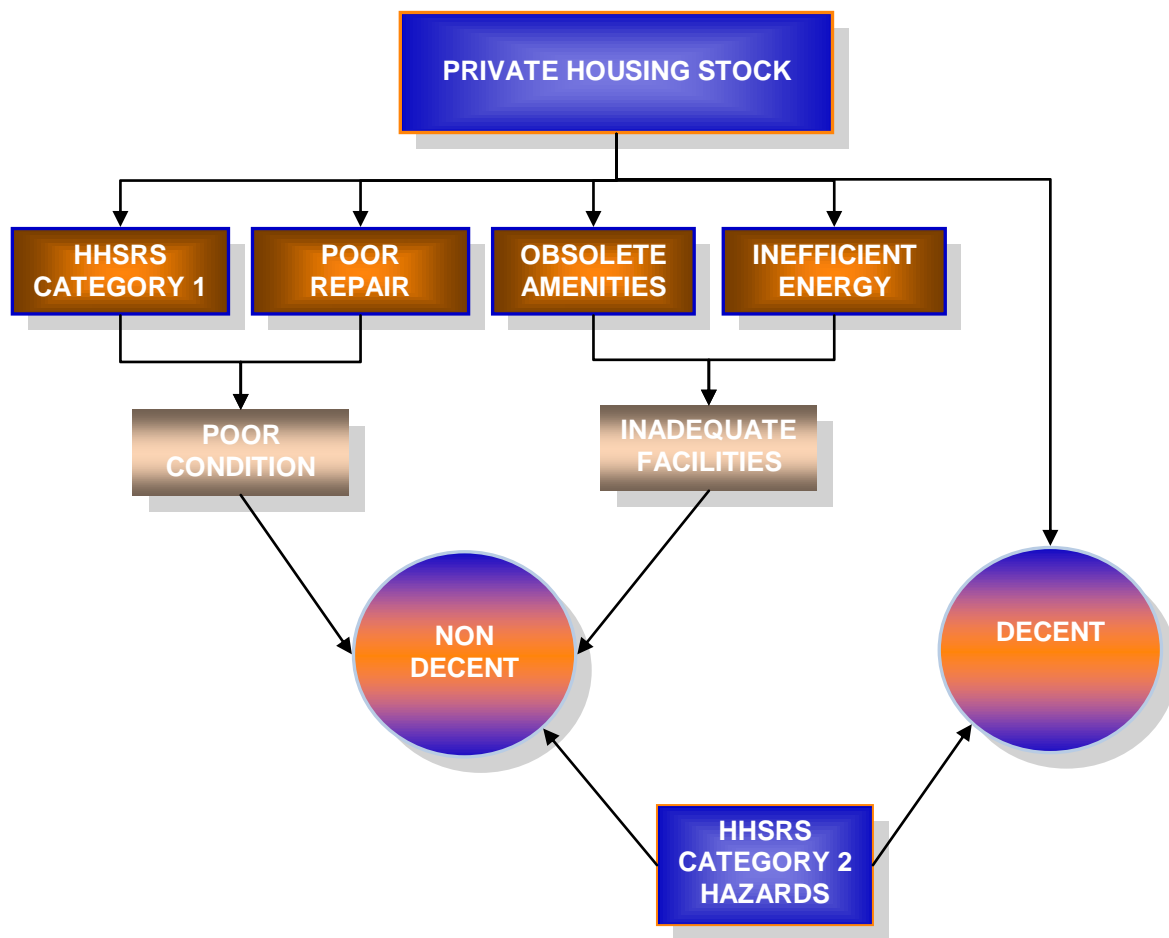 PRIVATE HOUSING STOCK
HHSRS
CATEGORY 1
POOR
REPAIR
OBSOLETE
AMENITIES
INEFFICIENT
ENERGY
POOR
CONDITION
INADEQUATE
FACILITIES
NON
DECENT
DECENT
HHSRS
CATEGORY 2
HAZARDS